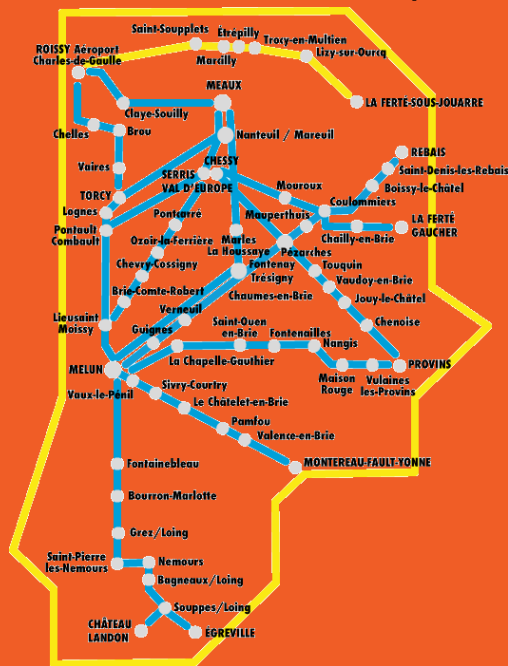 Saint-Soupplets
Étrépilly
Trocy-en-Multien
Marcilly
Lizy-sur-Ourcq
ROISSY Aéroport
Charles-de-Gaulle
MEAUX
LA FERTE-SOUS-JOUARRE
Claye-Souilly
Chelles
Brou
Nanteuil / Mareuil
REBAIS
Vaires
CHESSY
SERRIS
VAL D'EUROPE
Saint-Denis-les-Rebais
Boissy-le-Châtel
TORCY
Mouroux
Coulommiers
Lognes
Pontcarré
Mauperthuis
LA FERTÉ
GAUCHER
Pontault
Combault
Ozoir-la-Ferrière
Marles
La Houssaye
Pézarches
Chailly-en-Brie
Chevry-Cossigny
Fontenay
Trésigny
Touquin
Vaudoy-en-Brie
Brie-Comte-Robert
Chaumes-en-Brie
Jouy-le-Châtel
Lieusaint
Moissy
Verneuil
Guignes
Saint-Ouen
en-Brie
Fontenailles
Chenoise
Nangis
MELUN
La Chapelle-Gauthier
PROVINS
Maison
Rouge
Vulaines
les-Provins
Vaux-le-Pénil
Sivry-Courtry
Le Châtelet-en-Brie
Pamfou
Valence-en-Brie
MONTEREAU-FAULT-YONNE
Fontainebleau
Bourron-Marlotte
Grez/Loing
Saint-Pierre
les-Nemours
Nemours
Bagneaux/Loing
Souppes/Loing
CHÂTEAU
LANDON
ÉGREVILLE